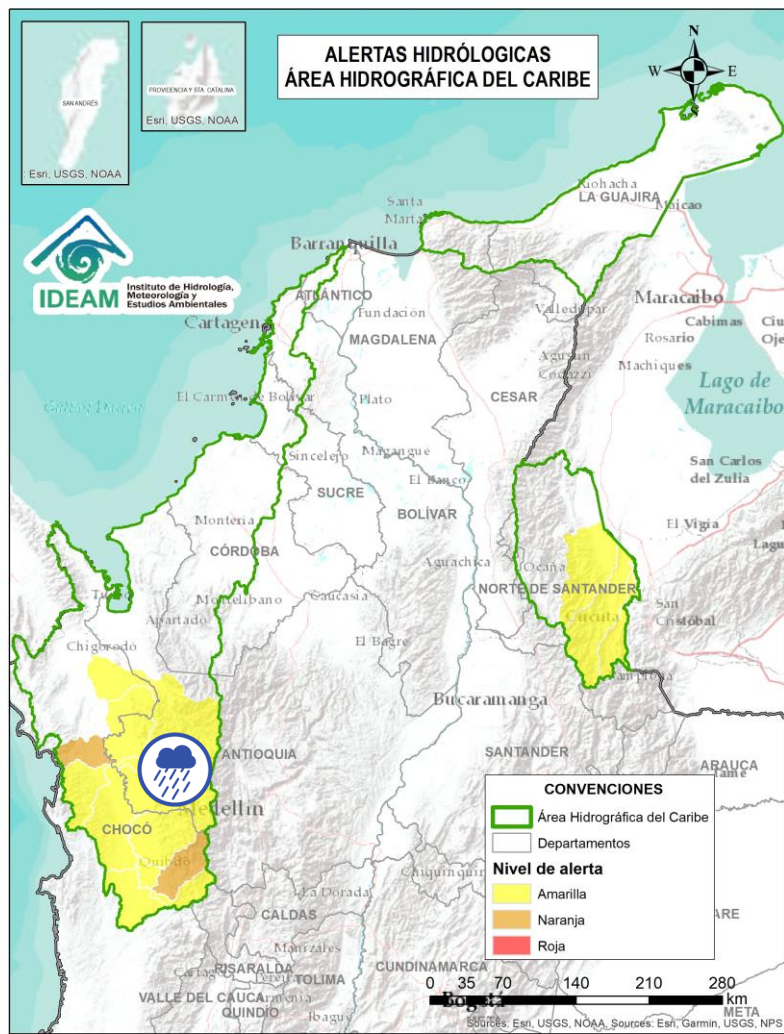 ALERTAS HIDRÓLOGICAS
ÁREA HIDROGRÁFICA DEL CARIBE
N
W
E
S
SAN ANDRÉS
PROVIDENCIA Y STA. CATALINA
Esri, USGS, NOAA
Esri, USGS, NOAA
IDEAM
Instituto de Hidrología,
Meteorología y
Estudios Ambientales
Riohacha
LA GUAJIRA
Maicao
Santa
Marta
Barranquilla
ATLÁNTICO
Fundación
Valledupar
Maracaibo
Cabimas
Cartagen
MAGDALENA
Rosario
Agustín
Codazzi
Machiques
Lago de
Maracaibo
El Carmen de Bolívar
Plato
CESAR
Sincelejo
Magangue
SUCRE
El Banco
San Carlos
del Zulia
BOLÍVAR
Montería
El Vigía
CÓRDOBA
Aguachica
Ocaña
NORTE DE SANTANDER
Montelíbano
Caucasia
Apartado
San
Cristóbal
Cúcuta
Chigorodó
El Bagre
Bucaramanga
ANTIOQUIA
SANTANDER
ARAUCA
Medellín
CHOCÓ
Quibdó
La Dorada
CALDAS
Manizales
RISARALDA
TOLIMA
CUNDINAMARCA
VALLE DEL CAUCA
Armenia
QUINDÍO
Ibagué
Bogotá
META
CONVENCIONES
Área Hidrográfica del Caribe
Departamentos
Nivel de alerta
Amarilla
Naranja
Roja
0 35 70 140 210 280
km
Sources: Esri, USGS, NOAA, Sources: Esri, Garmin, USGS, NPS